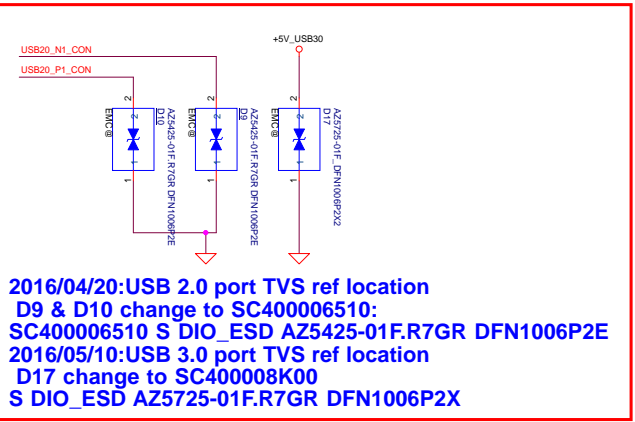 +5V_USB30
USB20_N1_CON
USB20_P1_CON
2
2
2
EMC@
2
1
D10
AZ5425-01F.R7GR DFN1006P2E
EMC@
2
1
D9
AZ5425-01F.R7GR DFN1006P2E
EMC@
2
1
D17
AZ5725-01F_DFN1006P2X2
1
1
1
2016/04/20:USB 2.0 port TVS ref location
D9 & D10 change to SC400006510:
SC400006510 S DIO_ESD AZ5425-01F.R7GR DFN1006P2E
2016/05/10:USB 3.0 port TVS ref location
D17 change to SC400008K00
S DIO_ESD AZ5725-01F.R7GR DFN1006P2X